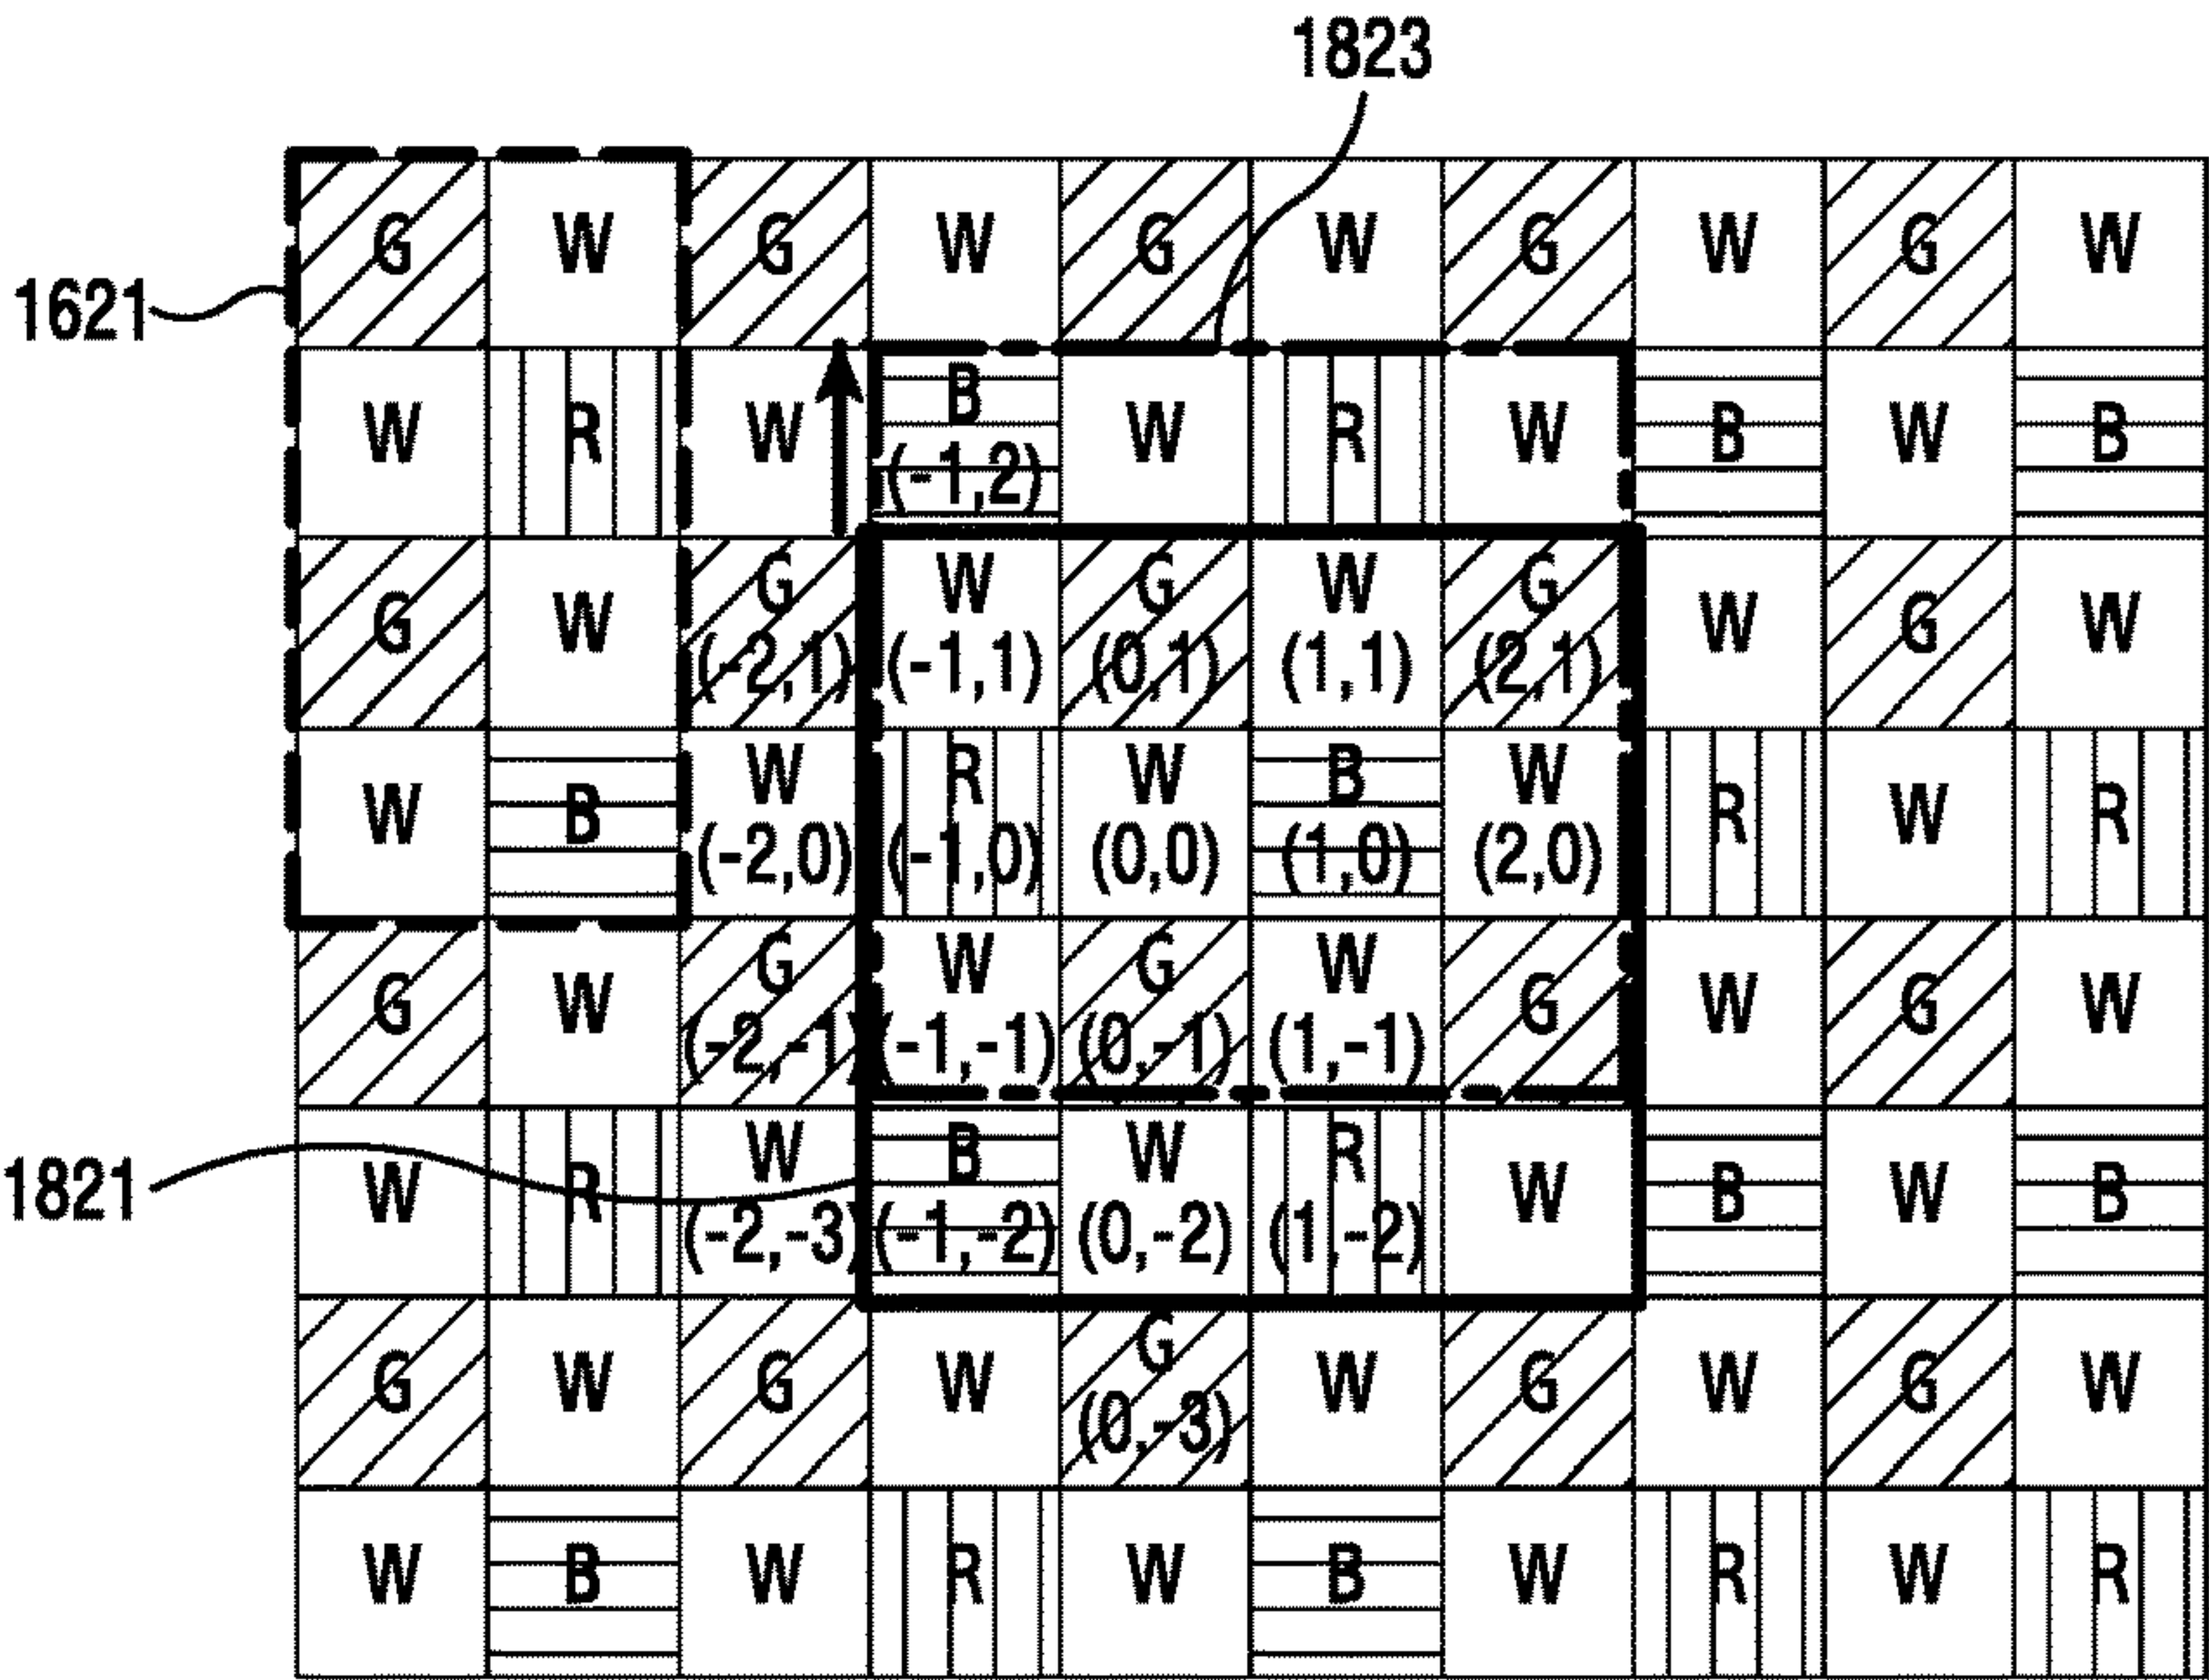 1823
G W G W G W G W G W
1621
W R W B W R W B W B
(-1,2)
G W G W G W G W G W
(-2,1) (-1,1) (0,1) (1,1) (2,1)
W B W R W B W R W R
(-2,0) (-1,0) (0,0) (1,0) (2,0)
G W G W G W G W G W
(-2,-1) (-1,-1) (0,-1) (1,-1)
1821
W R W B W R W B W B
(-2,-3) (-1,-2) (0,-2) (1,-2)
G W G W G W G W G W
(0,-3)
W B W R W B W R W R